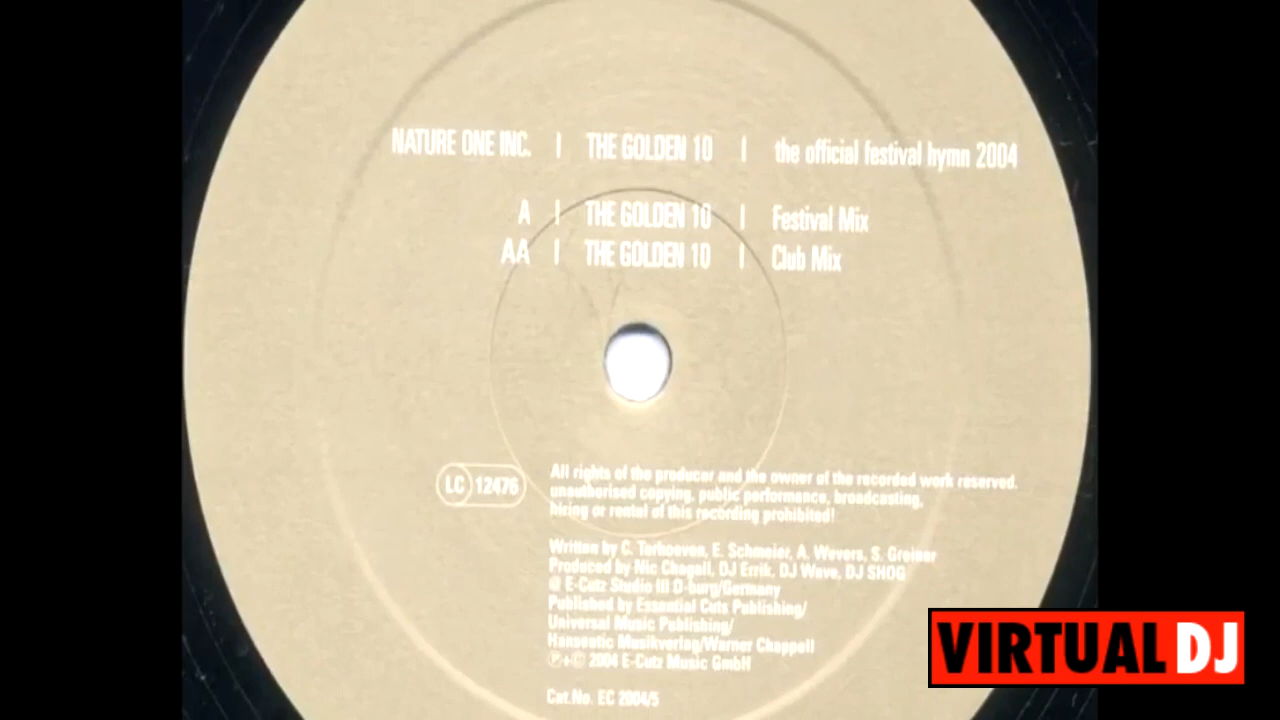 NATURE ONE INC. | THE GOLDEN 10 | the official festival hymn 2004
A | THE GOLDEN 10 | Festival Mix
AA | THE GOLDEN 10 | Club Mix
LC 12476
All rights of the producer and the owner of the recorded work reserved.
unauthorised copying, public performance, broadcasting,
hiring or rental of this recording prohibited!
Written by C. Terhoeven, E. Schmeier, A. Wevers, S. Greiner
Produced by Nic Chagall, DJ Errik, DJ Wave, DJ SHOG
@ E-Cutz Studio III D-burg/Germany
Published by Essential Cuts Publishing/
Universal Music Publishing/
Hanseatic Musikverlag/Warner Chappell
℗+© 2004 E-Cutz Music GmbH
Cat.No. EC 2004/5
VIRTUAL DJ